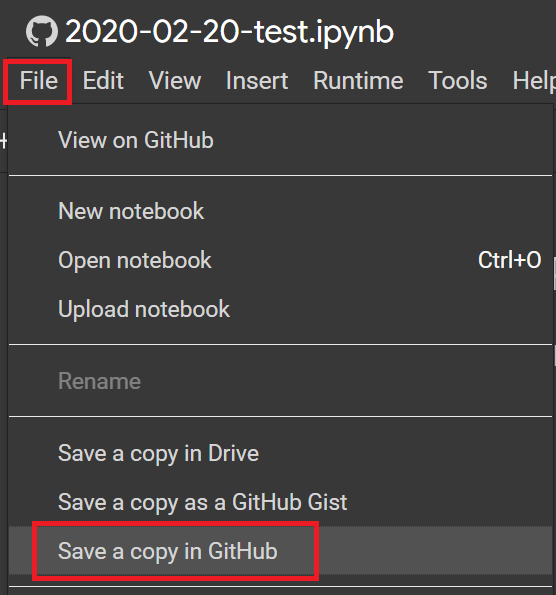 2020-02-20-test.ipynb
File Edit View Insert Runtime Tools Help
View on GitHub
New notebook
Open notebook Ctrl+O
Upload notebook
Rename
Save a copy in Drive
Save a copy as a GitHub Gist
Save a copy in GitHub